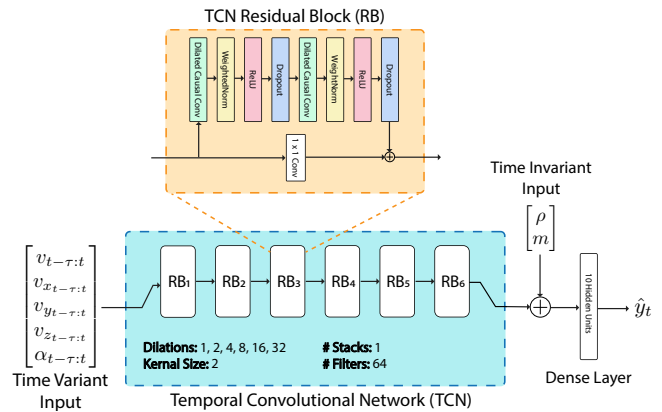 TCN Residual Block (RB)
Dilated Causal Conv
WeightedNorm
ReLU
Dropout
Dilated Causal Conv
WeightNorm
ReLU
Dropout
1 x 1 Conv
+
Time Invariant
Input
ρ
m
v_{t−τ:t}
v_{x_{t−τ:t}}
v_{y_{t−τ:t}}
v_{z_{t−τ:t}}
α_{t−τ:t}
Time Variant
Input
RB₁
RB₂
RB₃
RB₄
RB₅
RB₆
+
10 Hidden Units
ŷ_t
Dilations: 1, 2, 4, 8, 16, 32
# Stacks: 1
Kernal Size: 2
# Filters: 64
Dense Layer
Temporal Convolutional Network (TCN)